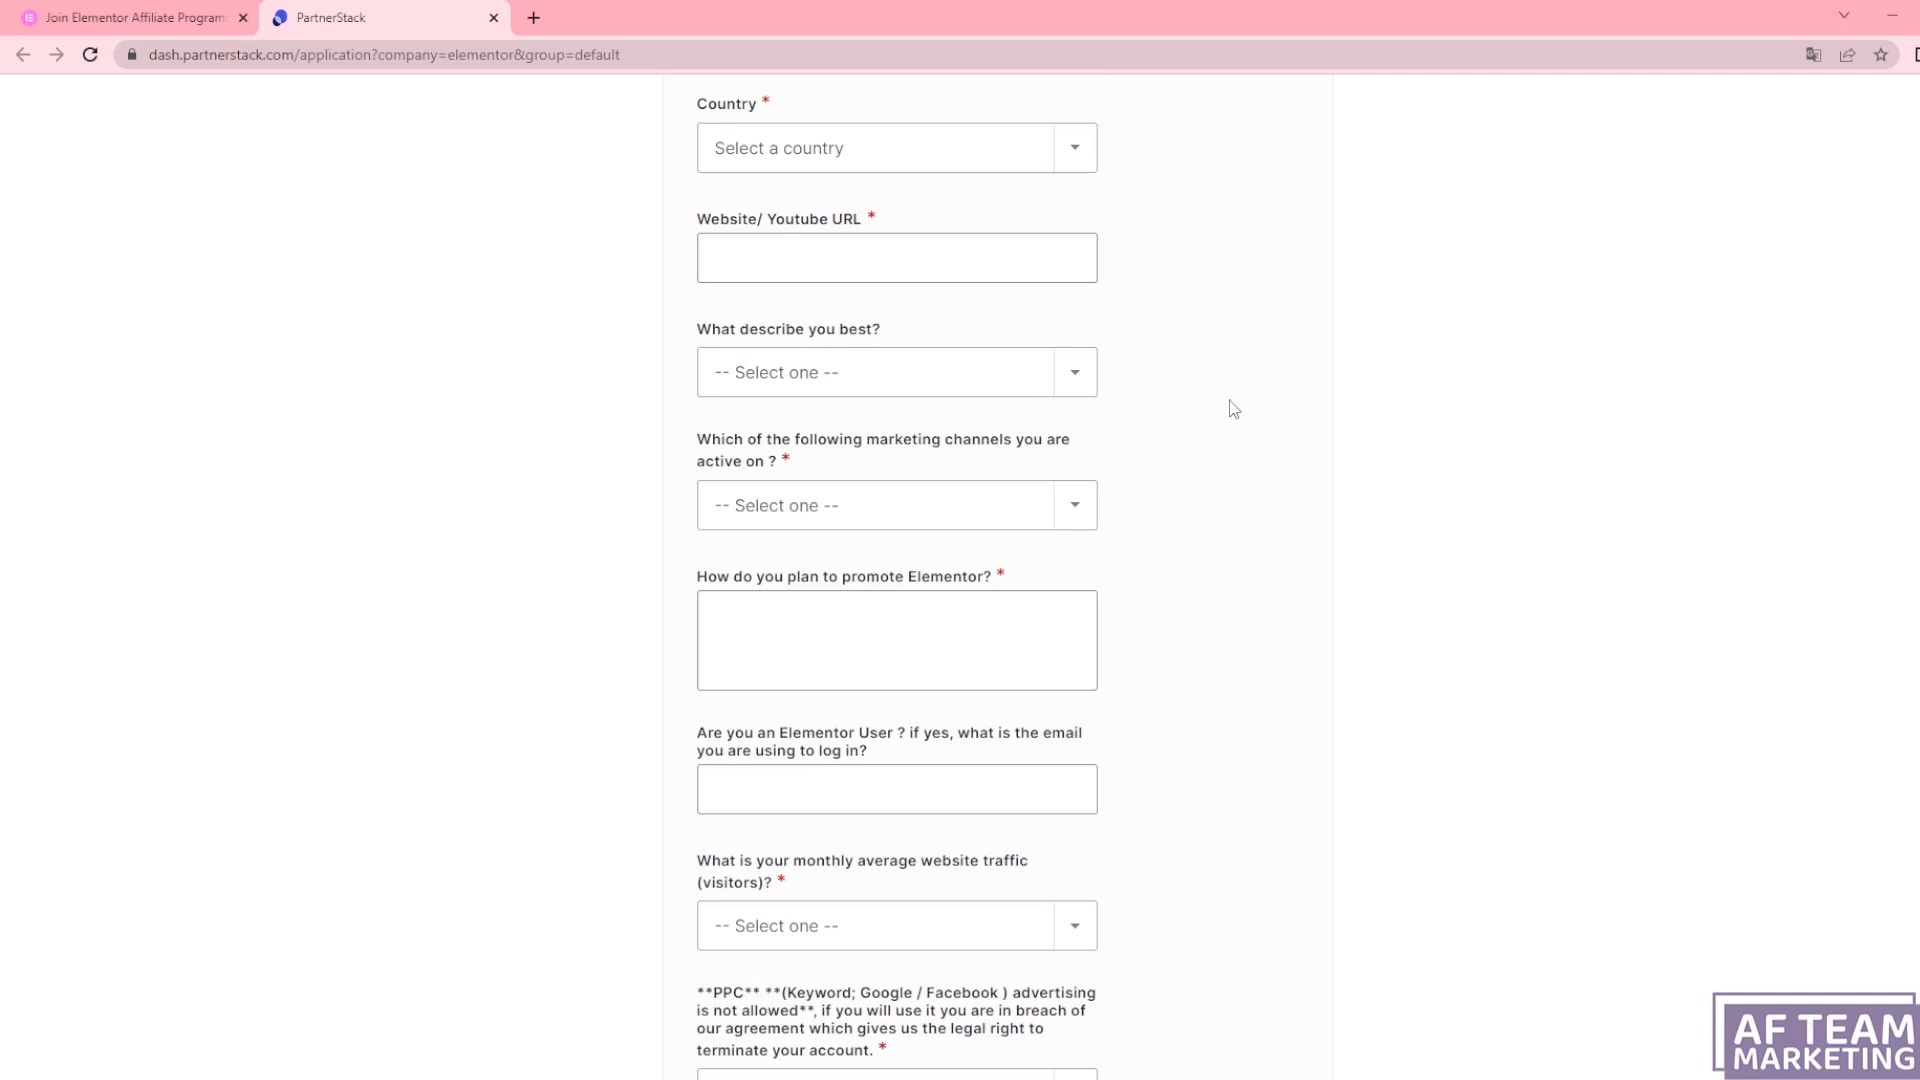 Join Elementor Affiliate Program
PartnerStack
dash.partnerstack.com/application?company=elementor&group=default
Country *
Select a country
Website/ Youtube URL *
What describe you best?
-- Select one --
Which of the following marketing channels you are
active on ? *
-- Select one --
How do you plan to promote Elementor? *
Are you an Elementor User ? if yes, what is the email
you are using to log in?
What is your monthly average website traffic
(visitors)? *
-- Select one --
**PPC** **(Keyword; Google / Facebook ) advertising
is not allowed**, if you will use it you are in breach of
our agreement which gives us the legal right to
terminate your account. *
AF TEAM
MARKETING